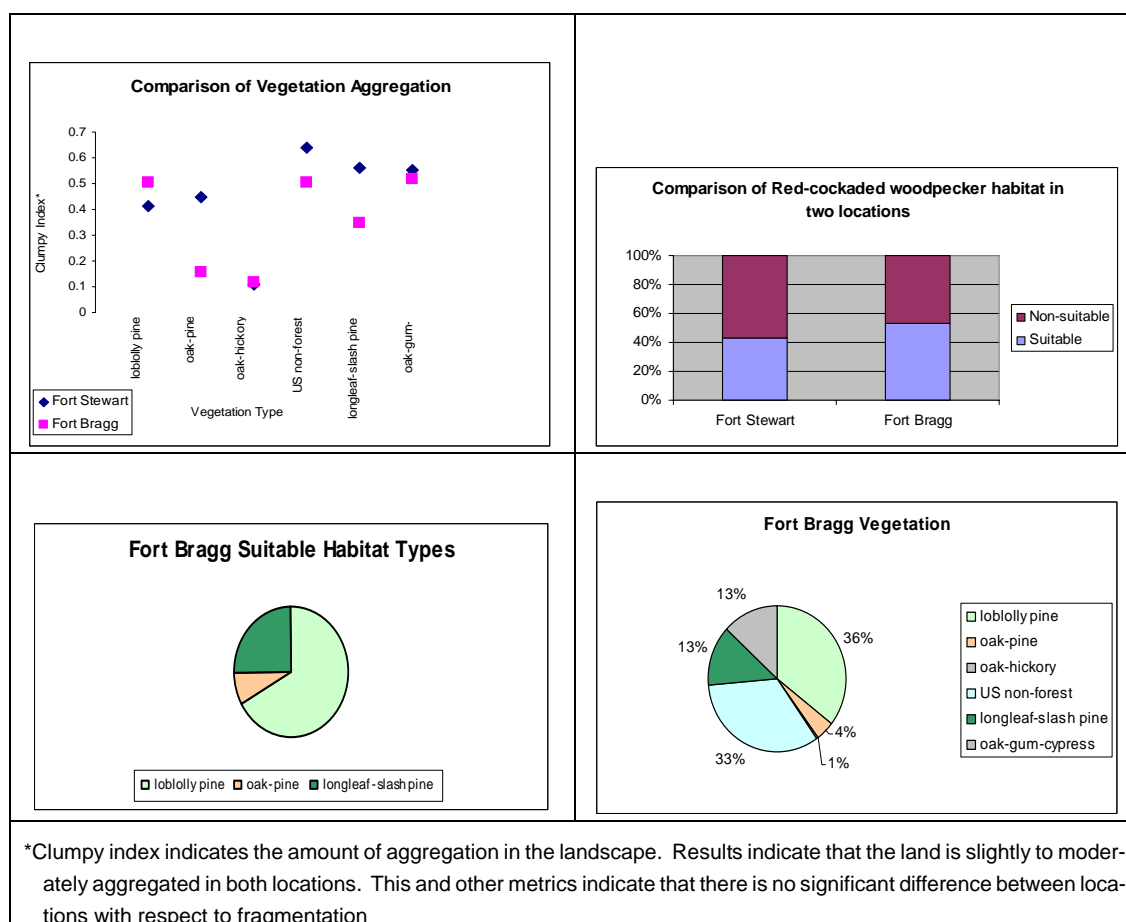 Comparison of Vegetation Aggregation
0.7
0.6
0.5
0.4
0.3
0.2
0.1
0
Clumpy Index*
loblolly pine
oak-pine
oak-hickory
US non-forest
longleaf-slash pine
oak-gum-
Vegetation Type
Fort Stewart
Fort Bragg
Comparison of Red-cockaded woodpecker habitat in
two locations
100%
80%
60%
40%
20%
0%
Fort Stewart
Fort Bragg
Non-suitable
Suitable
Fort Bragg Suitable Habitat Types
loblolly pine oak-pine longleaf-slash pine
Fort Bragg Vegetation
13%
36%
13%
4%
33%
1%
loblolly pine
oak-pine
oak-hickory
US non-forest
longleaf-slash pine
oak-gum-cypress
*Clumpy index indicates the amount of aggregation in the landscape. Results indicate that the land is slightly to moder-
ately aggregated in both locations. This and other metrics indicate that there is no significant difference between loca-
tions with respect to fragmentation